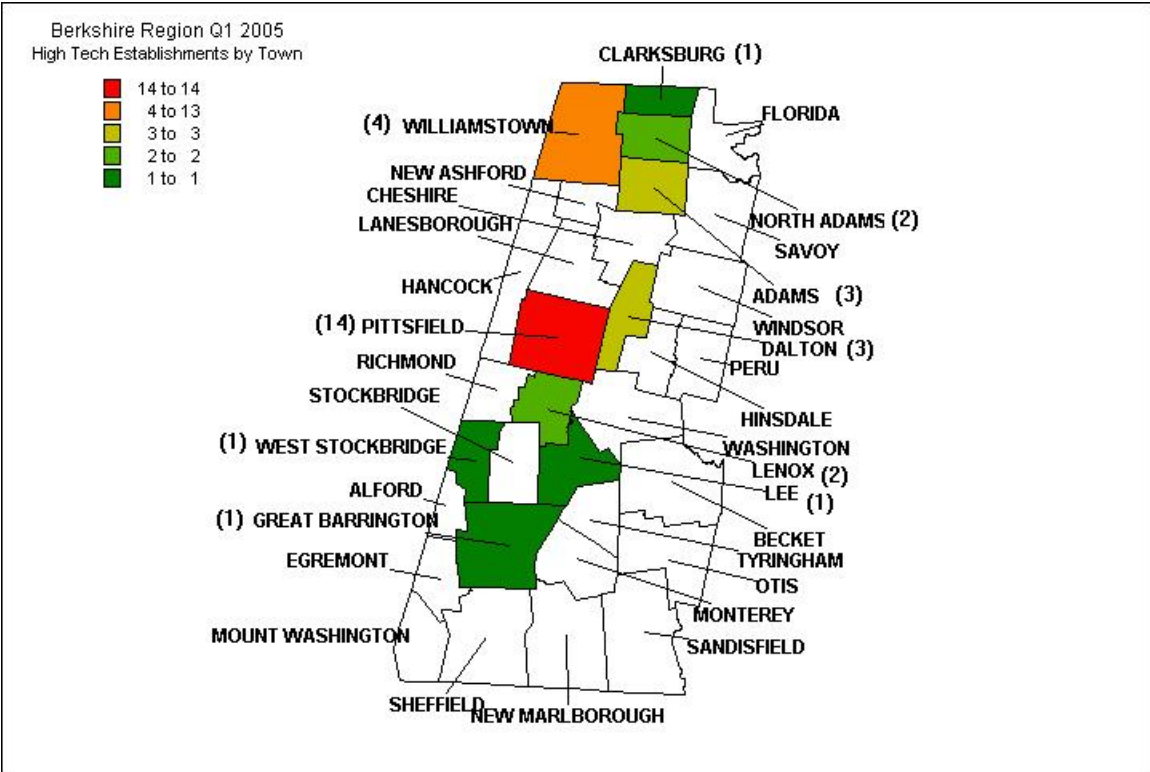 Berkshire Region Q1 2005
High Tech Establishments by Town
14 to 14
4 to 13
3 to 3
2 to 2
1 to 1
CLARKSBURG (1)
FLORIDA
(4) WILLIAMSTOWN
NEW ASHFORD
CHESHIRE
NORTH ADAMS (2)
LANESBOROUGH
SAVOY
HANCOCK
ADAMS (3)
(14) PITTSFIELD
WINDSOR
DALTON (3)
RICHMOND
PERU
STOCKBRIDGE
HINSDALE
(1) WEST STOCKBRIDGE
WASHINGTON
LENOX (2)
ALFORD
LEE (1)
(1) GREAT BARRINGTON
BECKET
EGREMONT
TYRINGHAM
OTIS
MONTEREY
MOUNT WASHINGTON
SANDISFIELD
SHEFFIELD
NEW MARLBOROUGH